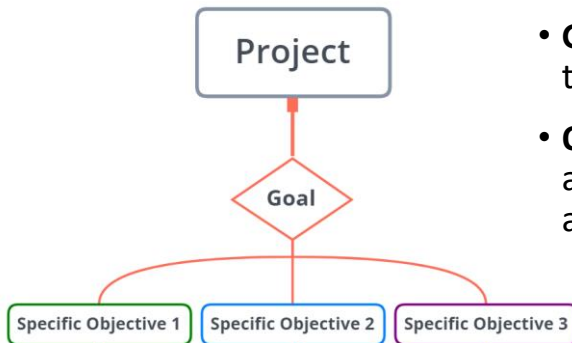 Project
Goal
Specific Objective 1
Specific Objective 2
Specific Objective 3